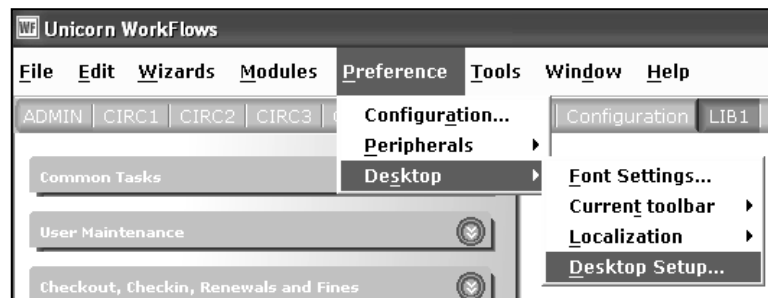 WF Unicorn WorkFlows
File Edit Wizards Modules Preference Tools Window Help
ADMIN CIRC1 CIRC2 CIRC3 Configuration LIB1
Configuration...
Peripherals
Desktop
Font Settings...
Current toolbar
Localization
Desktop Setup...
Common Tasks
User Maintenance
Checkout, Checkin, Renewals and Fines